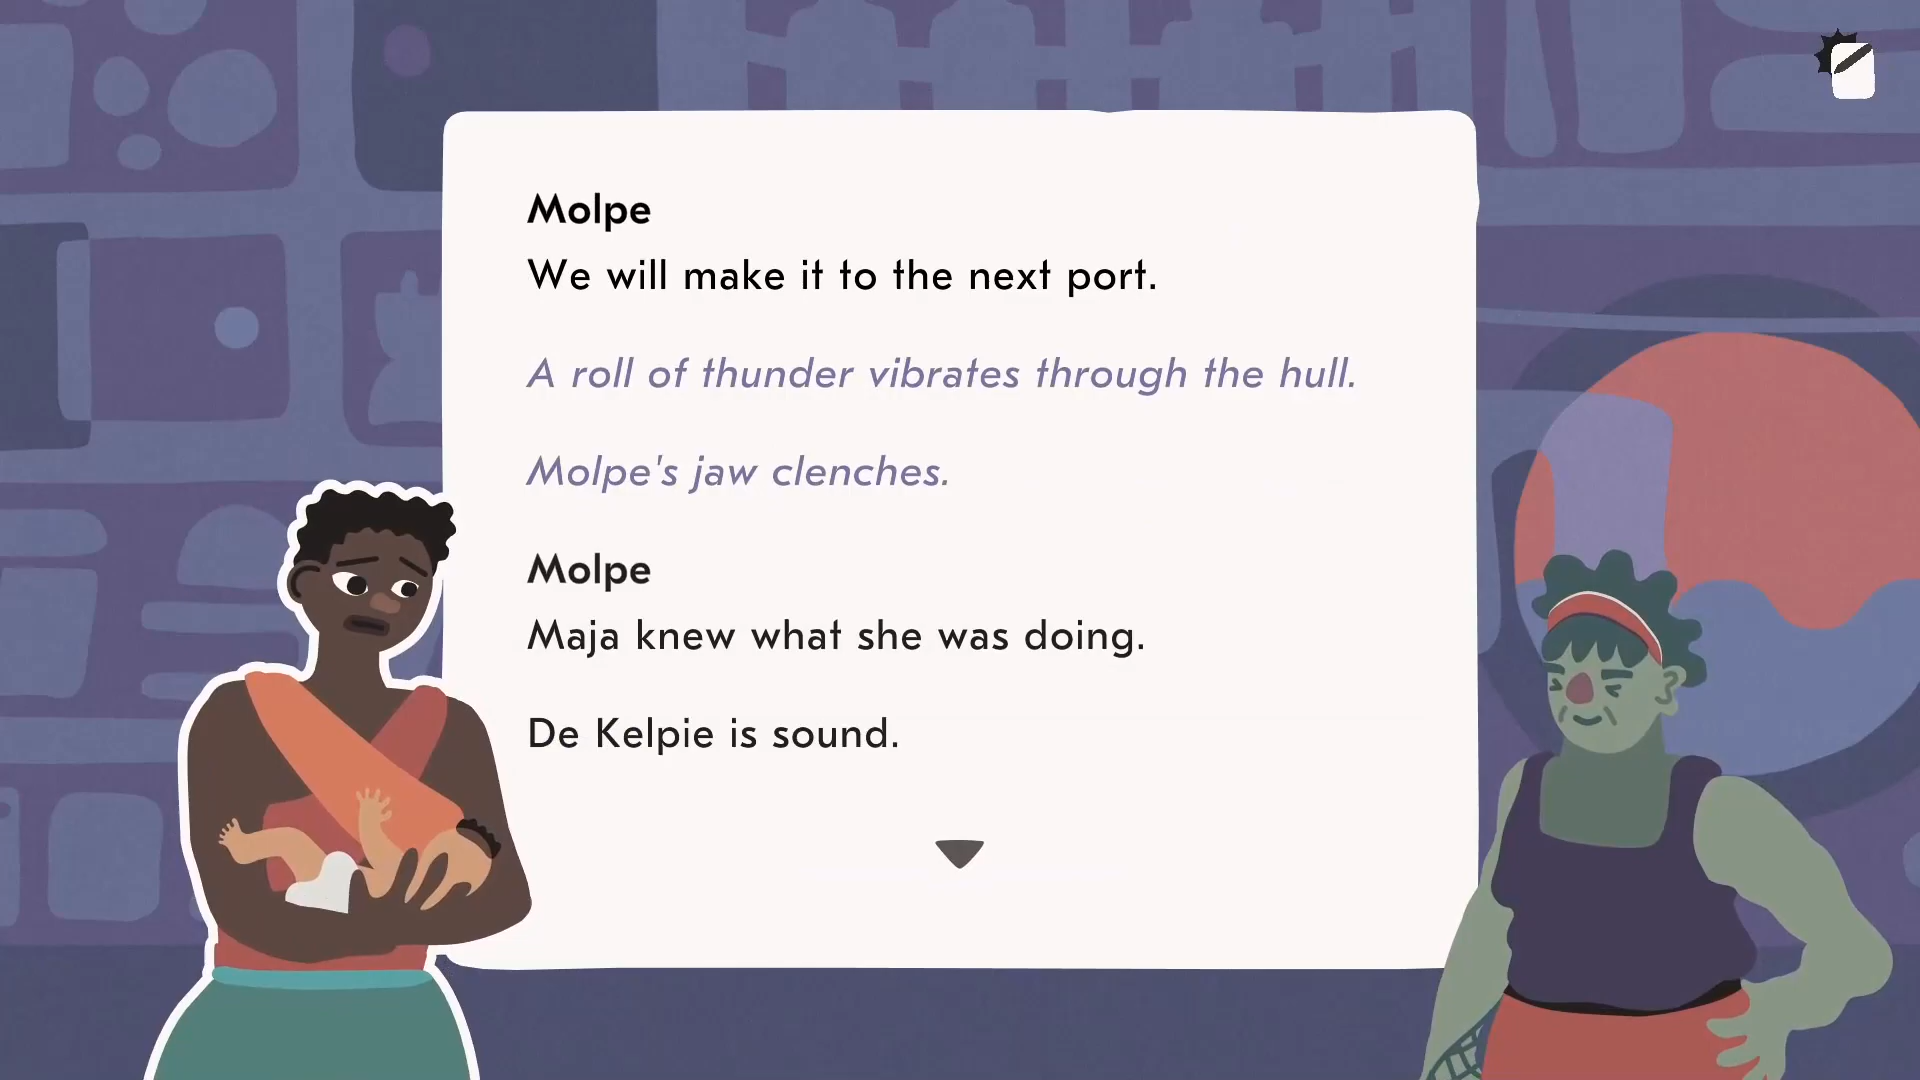 Molpe
We will make it to the next port.
A roll of thunder vibrates through the hull.
Molpe's jaw clenches.
Molpe
Maja knew what she was doing.
De Kelpie is sound.